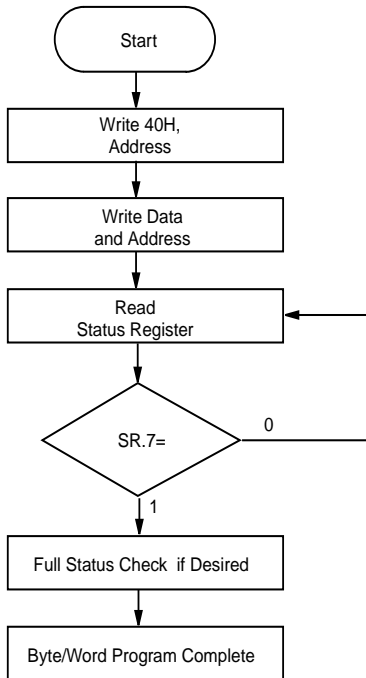 Start
Write 40H,
Address
Write Data
and Address
Read
Status Register
SR.7=
0
1
Full Status Check if Desired
Byte/Word Program Complete